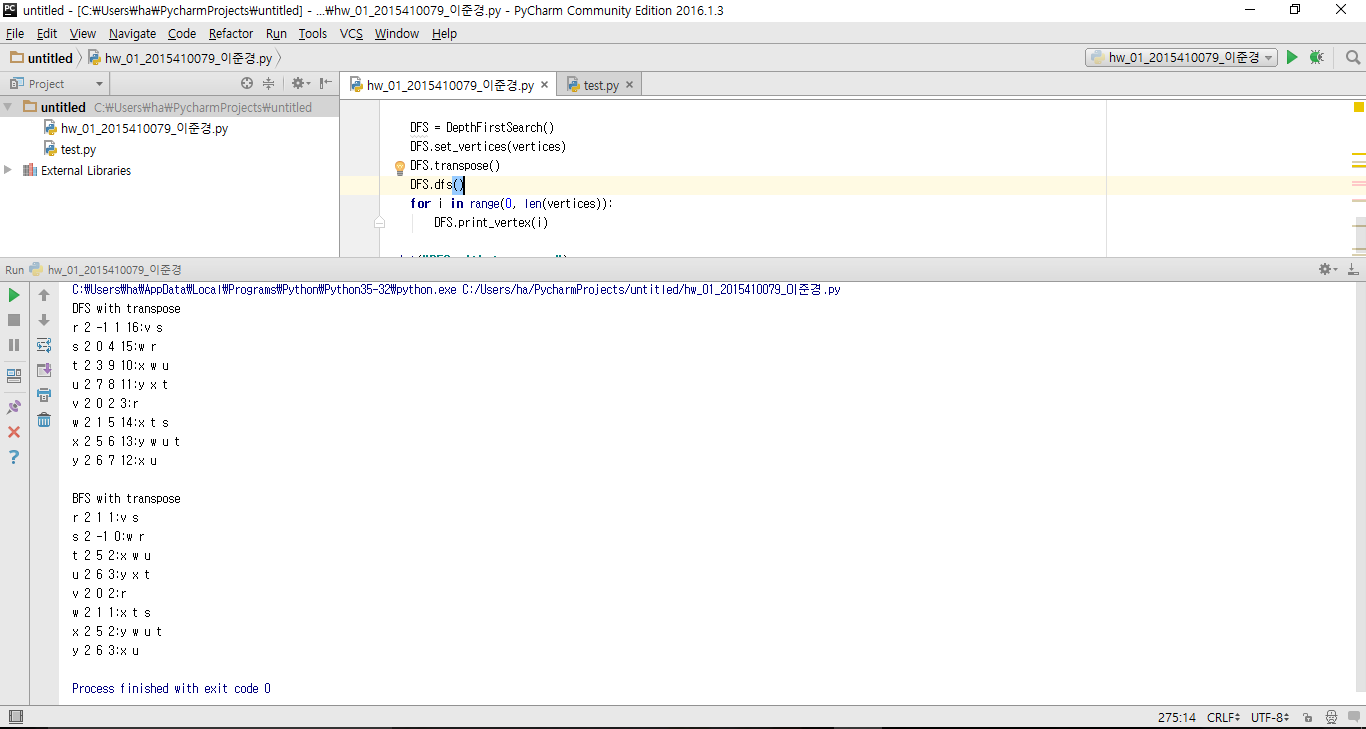 untitled - [C:\Users\ha\PycharmProjects\untitled] - ...\hw_01_2015410079_이준경.py - PyCharm Community Edition 2016.1.3
File Edit View Navigate Code Refactor Run Tools VCS Window Help
untitled hw_01_2015410079_이준경.py hw_01_2015410079_이준경
Project hw_01_2015410079_이준경.py test.py
untitled C:₩Users₩ha₩PycharmProjects₩untitled
hw_01_2015410079_이준경.py
test.py
External Libraries
DFS = DepthFirstSearch()
DFS.set_vertices(vertices)
DFS.transpose()
DFS.dfs()
for i in range(0, len(vertices)):
DFS.print_vertex(i)
Run hw_01_2015410079_이준경
C:₩Users₩ha₩AppData₩Local₩Programs₩Python₩Python35-32₩python.exe C:/Users/ha/PycharmProjects/untitled/hw_01_2015410079_이준경.py
DFS with transpose
r 2 -1 1 16:v s
s 2 0 4 15:w r
t 2 3 9 10:x w u
u 2 7 8 11:y x t
v 2 0 2 3:r
w 2 1 5 14:x t s
x 2 5 6 13:y w u t
y 2 6 7 12:x u
BFS with transpose
r 2 1 1:v s
s 2 -1 0:w r
t 2 5 2:x w u
u 2 6 3:y x t
v 2 0 2:r
w 2 1 1:x t s
x 2 5 2:y w u t
y 2 6 3:x u
Process finished with exit code 0
275:14 CRLF UTF-8